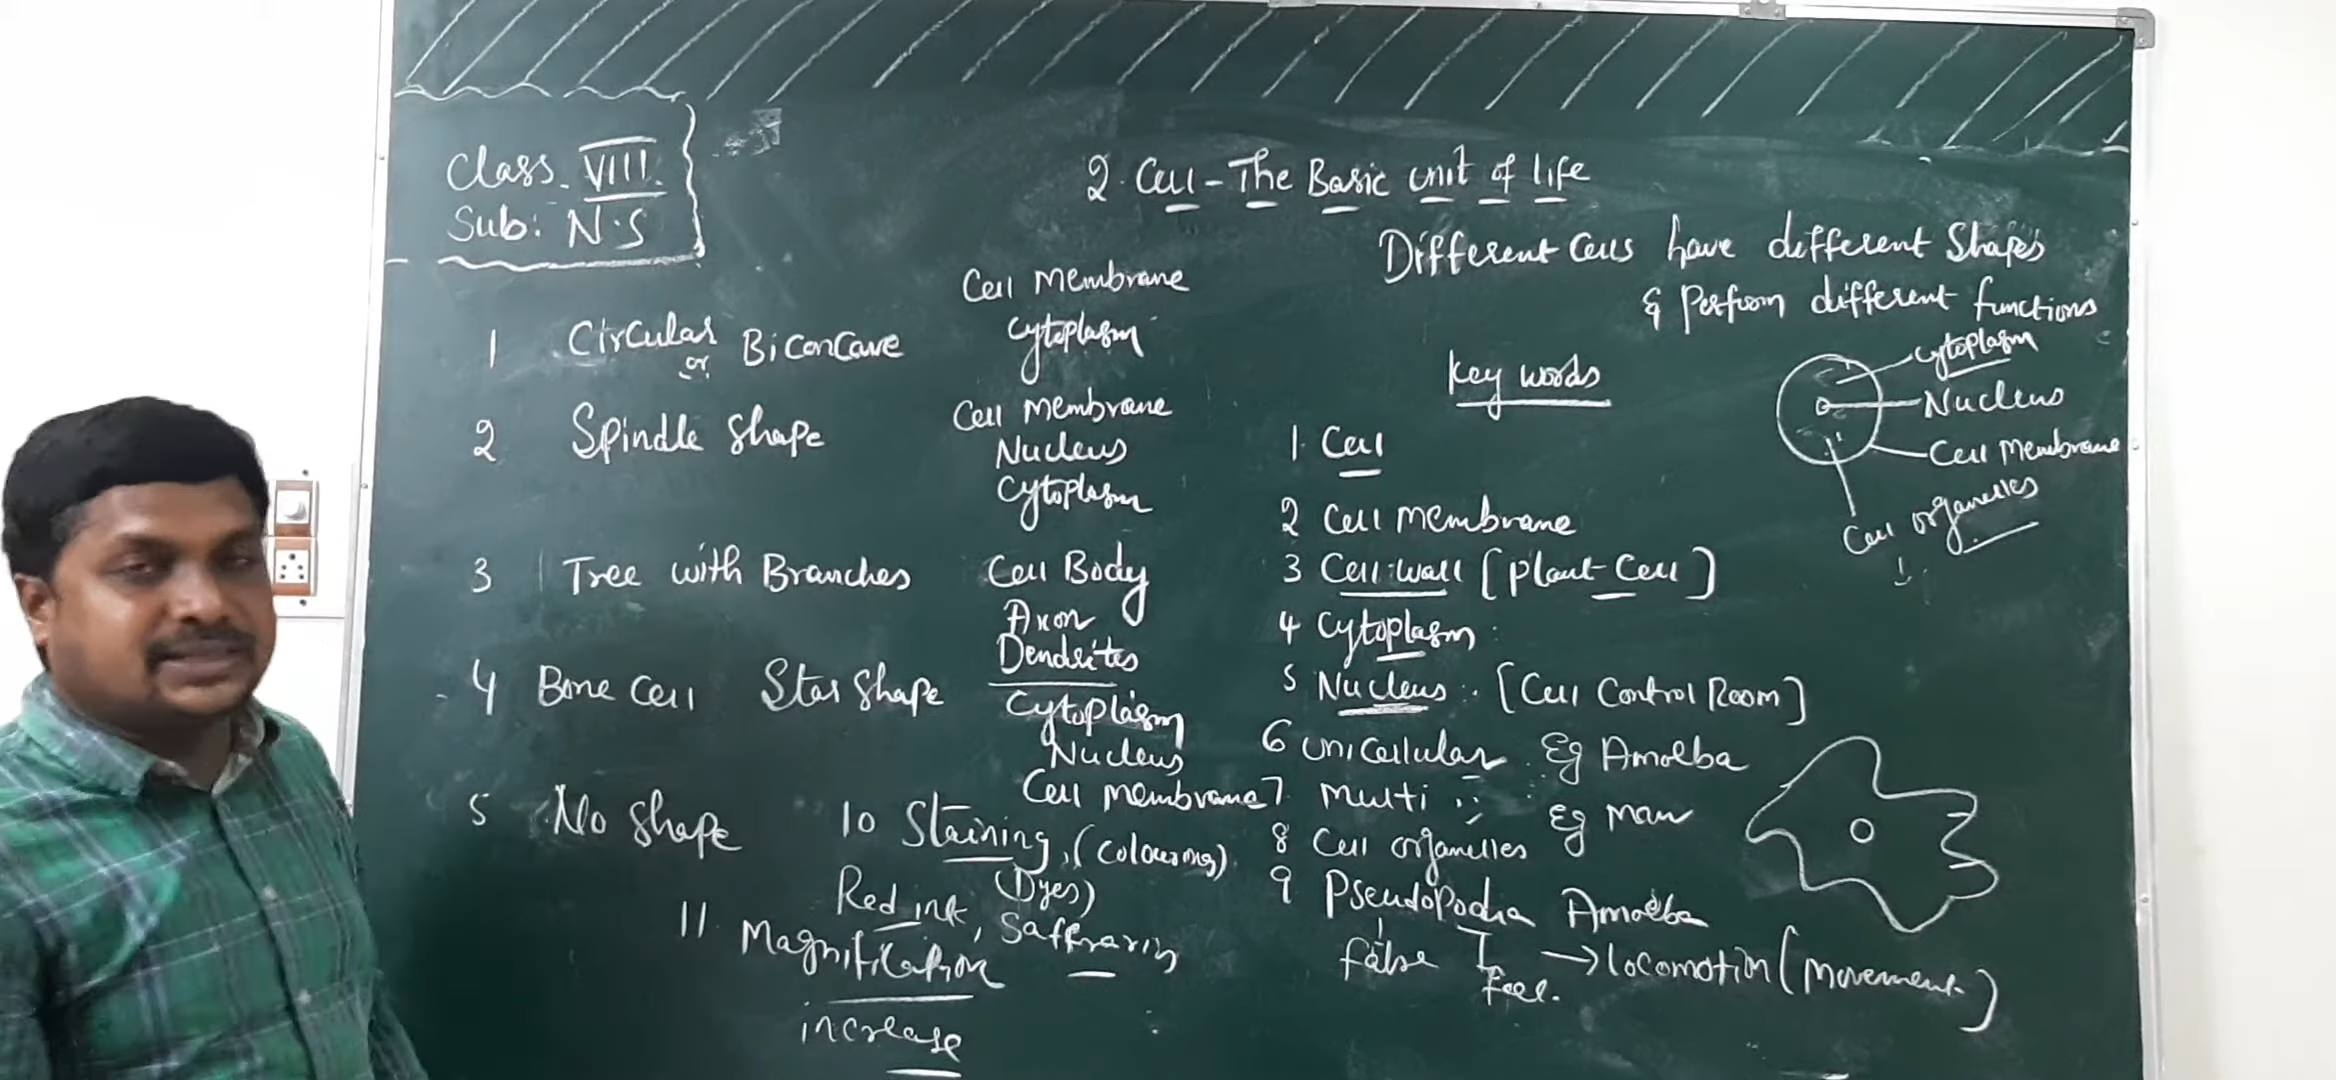 Class VIII.
Sub: N.S
2. Cell - The Basic unit of life
Different Cells have different Shapes
& Perform different functions
1 Circular or BiConcave
Cell Membrane
Cytoplasm
2 Spindle Shape
Cell Membrane
Nucleus
Cytoplasm
3 Tree with Branches
Cell Body
Axon
Dendrites
4 Bone Cell Star Shape
Cytoplasm
Nucleus
Cell Membrane
5 No Shape
Key words
1. Cell
2 Cell Membrane
3 Cell wall [Plant Cell]
4 Cytoplasm
5 Nucleus [Cell Control Room]
6 unicellular Eg Amoeba
7 Multi ,, Eg Man
8 Cell organelles
9 Pseudopodia Amoeba
False Feet. → locomotion (Movement)
10 Staining, (Colouring)
(Dyes)
Red ink, Saffranin
11. Magnification
increase
Cytoplasm
Nucleus
Cell Membrane
Cell organelles